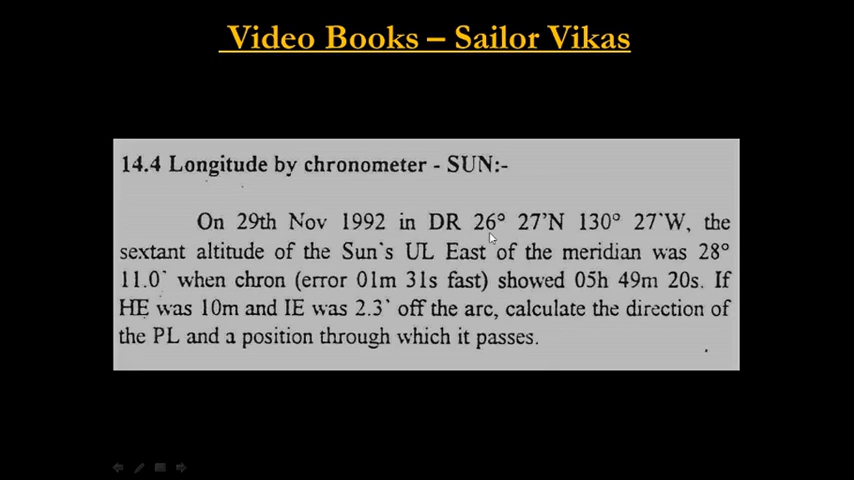 Video Books – Sailor Vikas
14.4 Longitude by chronometer - SUN:-
On 29th Nov 1992 in DR 26° 27’N 130° 27‵W, the
sextant altitude of the Sun‵s UL East of the meridian was 28°
11.0‵ when chron (error 01m 31s fast) showed 05h 49m 20s. If
HE was 10m and IE was 2.3‵ off the arc, calculate the direction of
the PL and a position through which it passes.